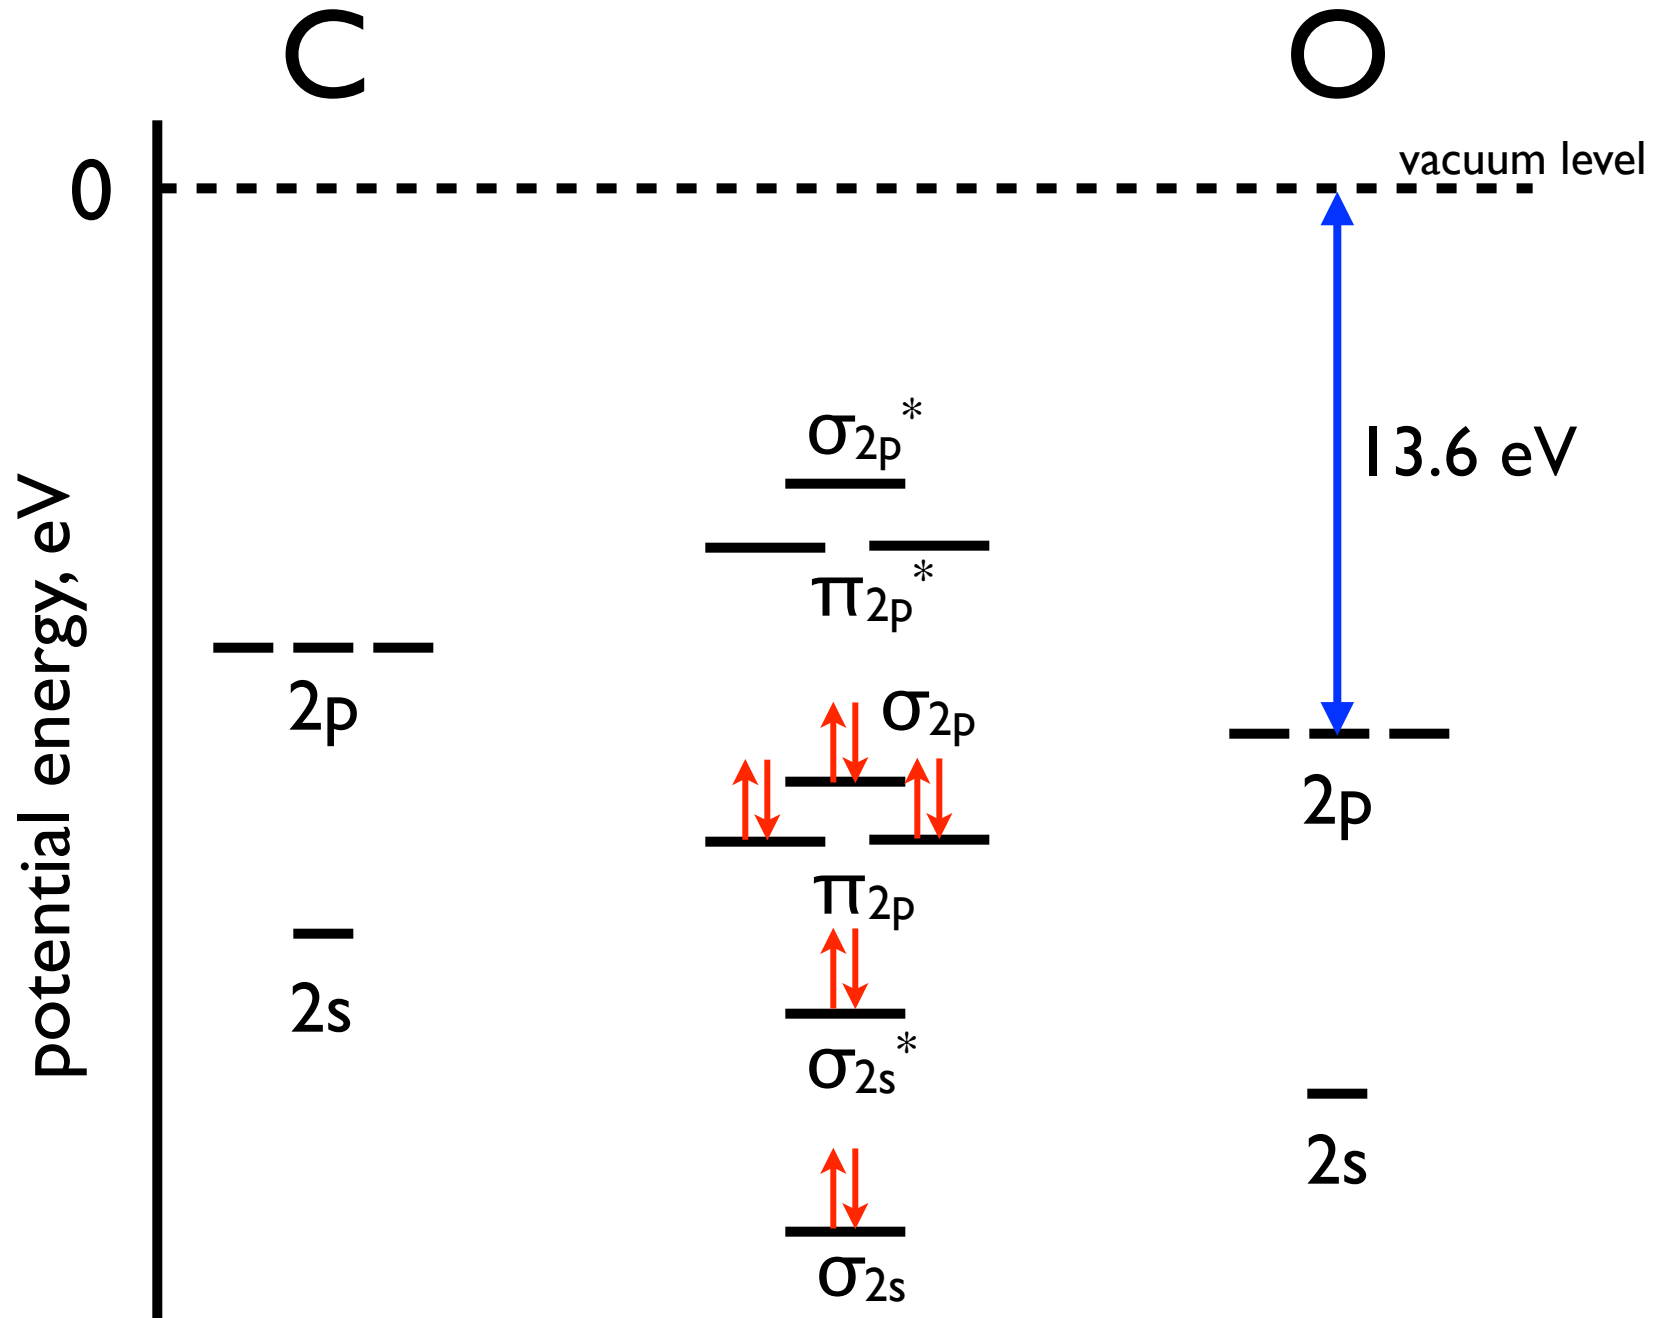 C
O
vacuum level
0
σ2p*
13.6 eV
π2p*
potential energy, eV
2p
σ2p
2p
π2p
2s
σ2s*
2s
σ2s